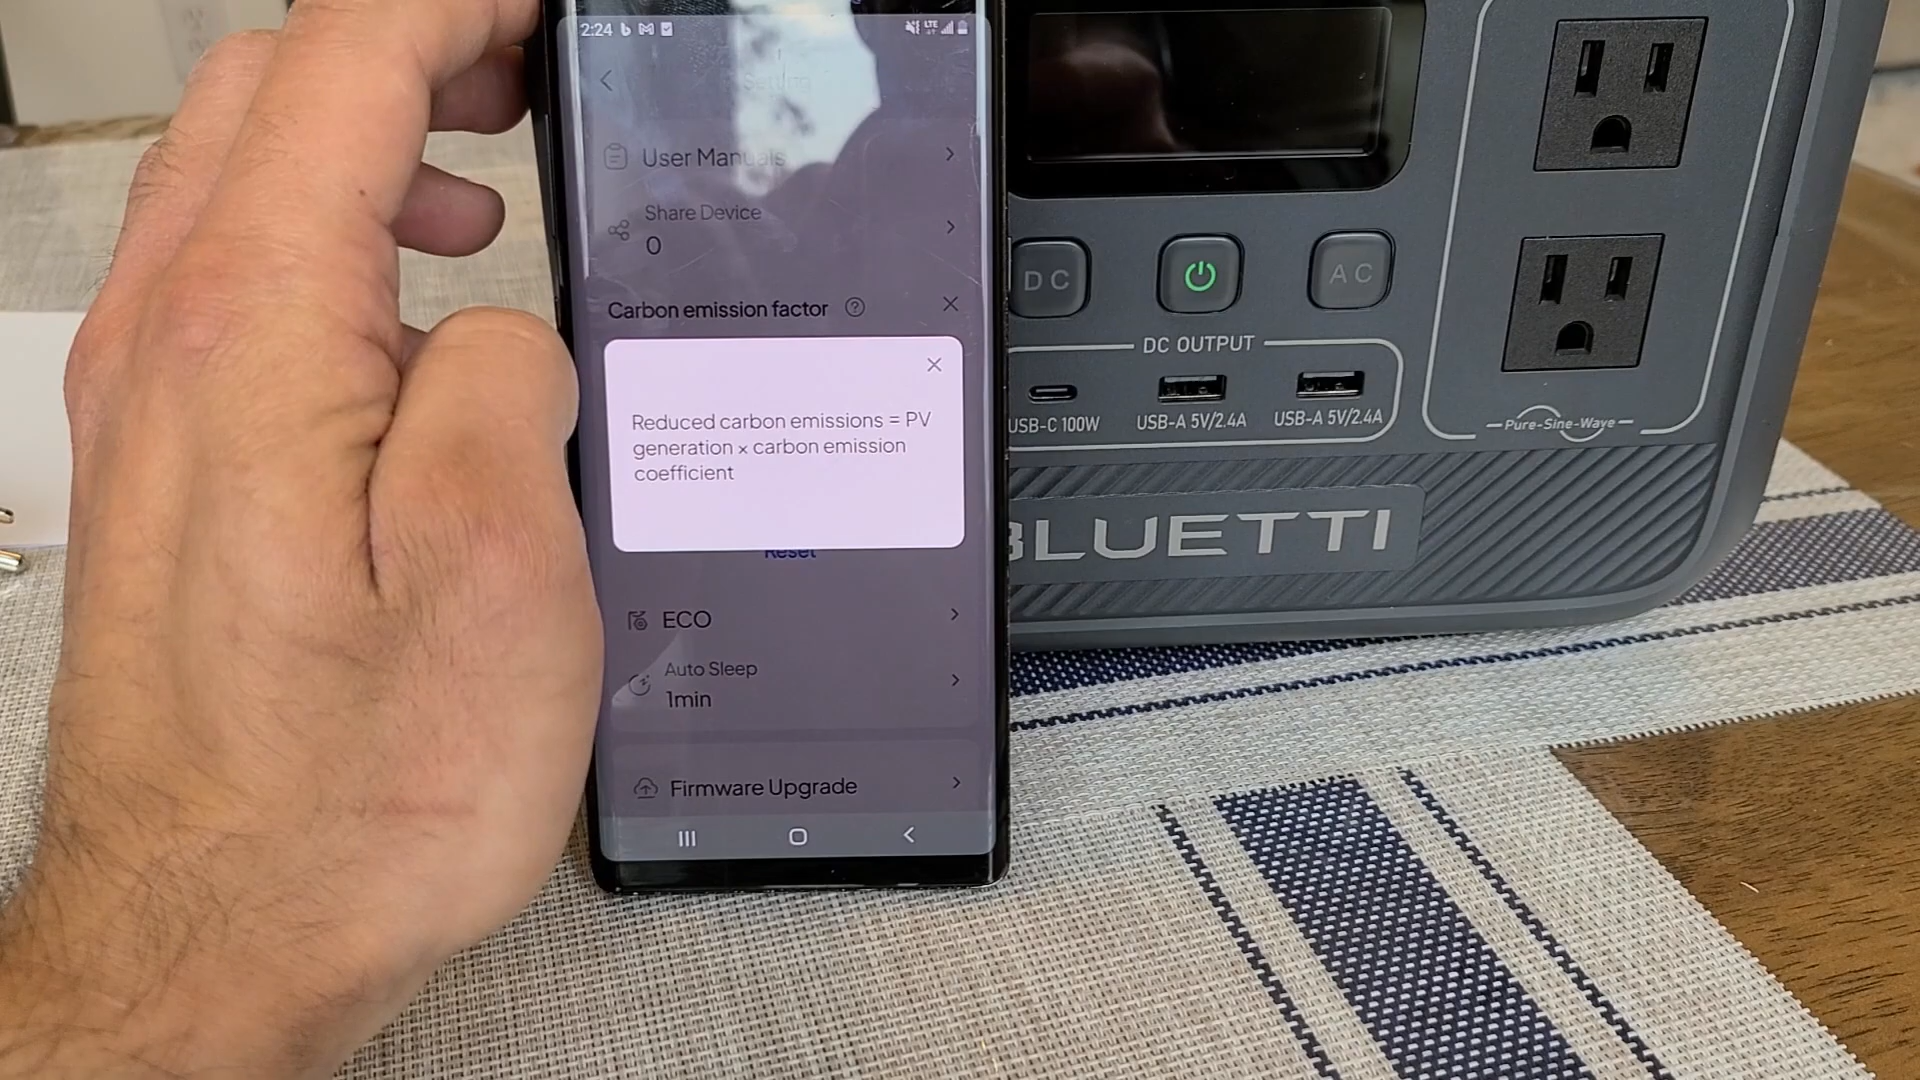 2:24
LTE
Setting
User Manuals
Share Device
0
Carbon emission factor ?
Reduced carbon emissions = PV
generation × carbon emission
coefficient
Reset
ECO
Auto Sleep
1min
Firmware Upgrade
DC
AC
DC OUTPUT
USB-C 100W
USB-A 5V/2.4A
USB-A 5V/2.4A
Pure-Sine-Wave
BLUETTI